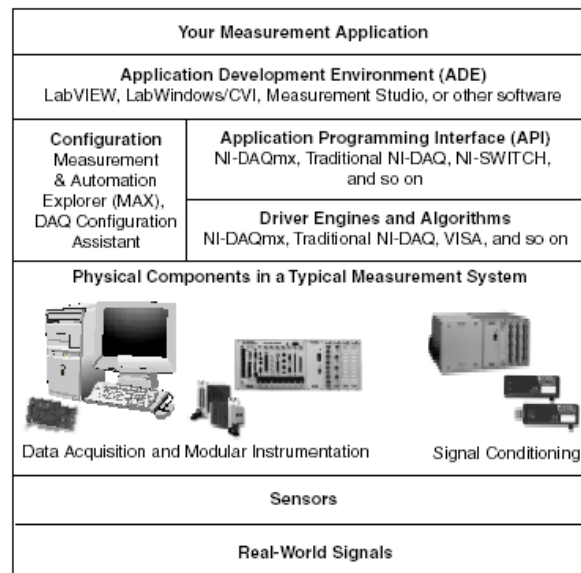 Your Measurement Application
Application Development Environment (ADE)
LabVIEW, LabWindows/CVI, Measurement Studio, or other software
Configuration
Measurement
& Automation
Explorer (MAX),
DAQ Configuration
Assistant
Application Programming Interface (API)
NI-DAQmx, Traditional NI-DAQ, NI-SWITCH,
and so on
Driver Engines and Algorithms
NI-DAQmx, Traditional NI-DAQ, VISA, and so on
Physical Components in a Typical Measurement System
Data Acquisition and Modular Instrumentation
Signal Conditioning
Sensors
Real-World Signals